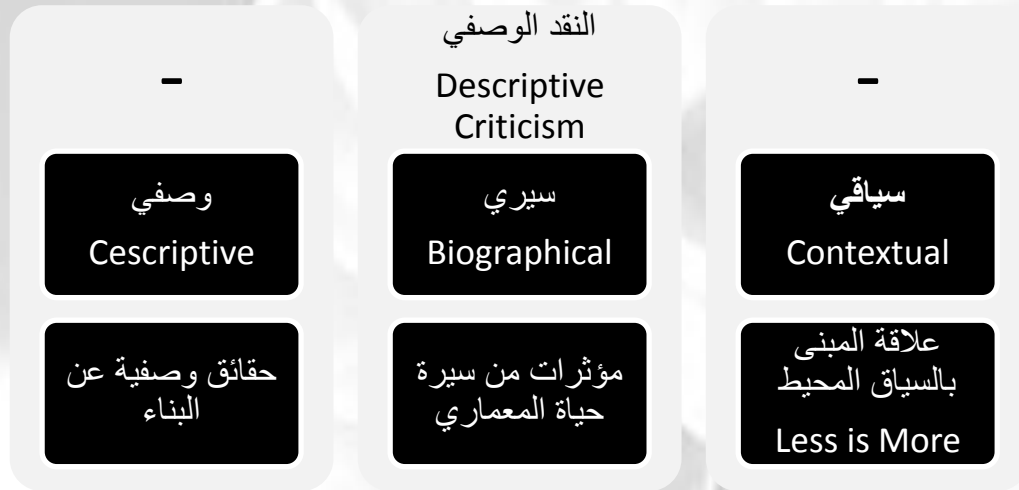 -
النقد الوصفي
Descriptive
Criticism
-
وصفي
Cescriptive
سيري
Biographical
سياقي
Contextual
حقائق وصفية عن
البناء
مؤثرات من سيرة
حياة المعماري
علاقة المبنى
بالسياق المحيط
Less is More